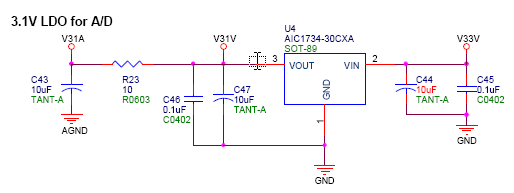 3.1V LDO for A/D
V31A
V31V
U4
AIC1734-30CXA
SOT-89
V33V
3
VOUT
VIN
2
GND
1
C43
10uF
TANT-A
R23
10
R0603
C46
0.1uF
C0402
C47
10uF
TANT-A
C44
10uF
TANT-A
C45
0.1uF
C0402
AGND
GND
GND